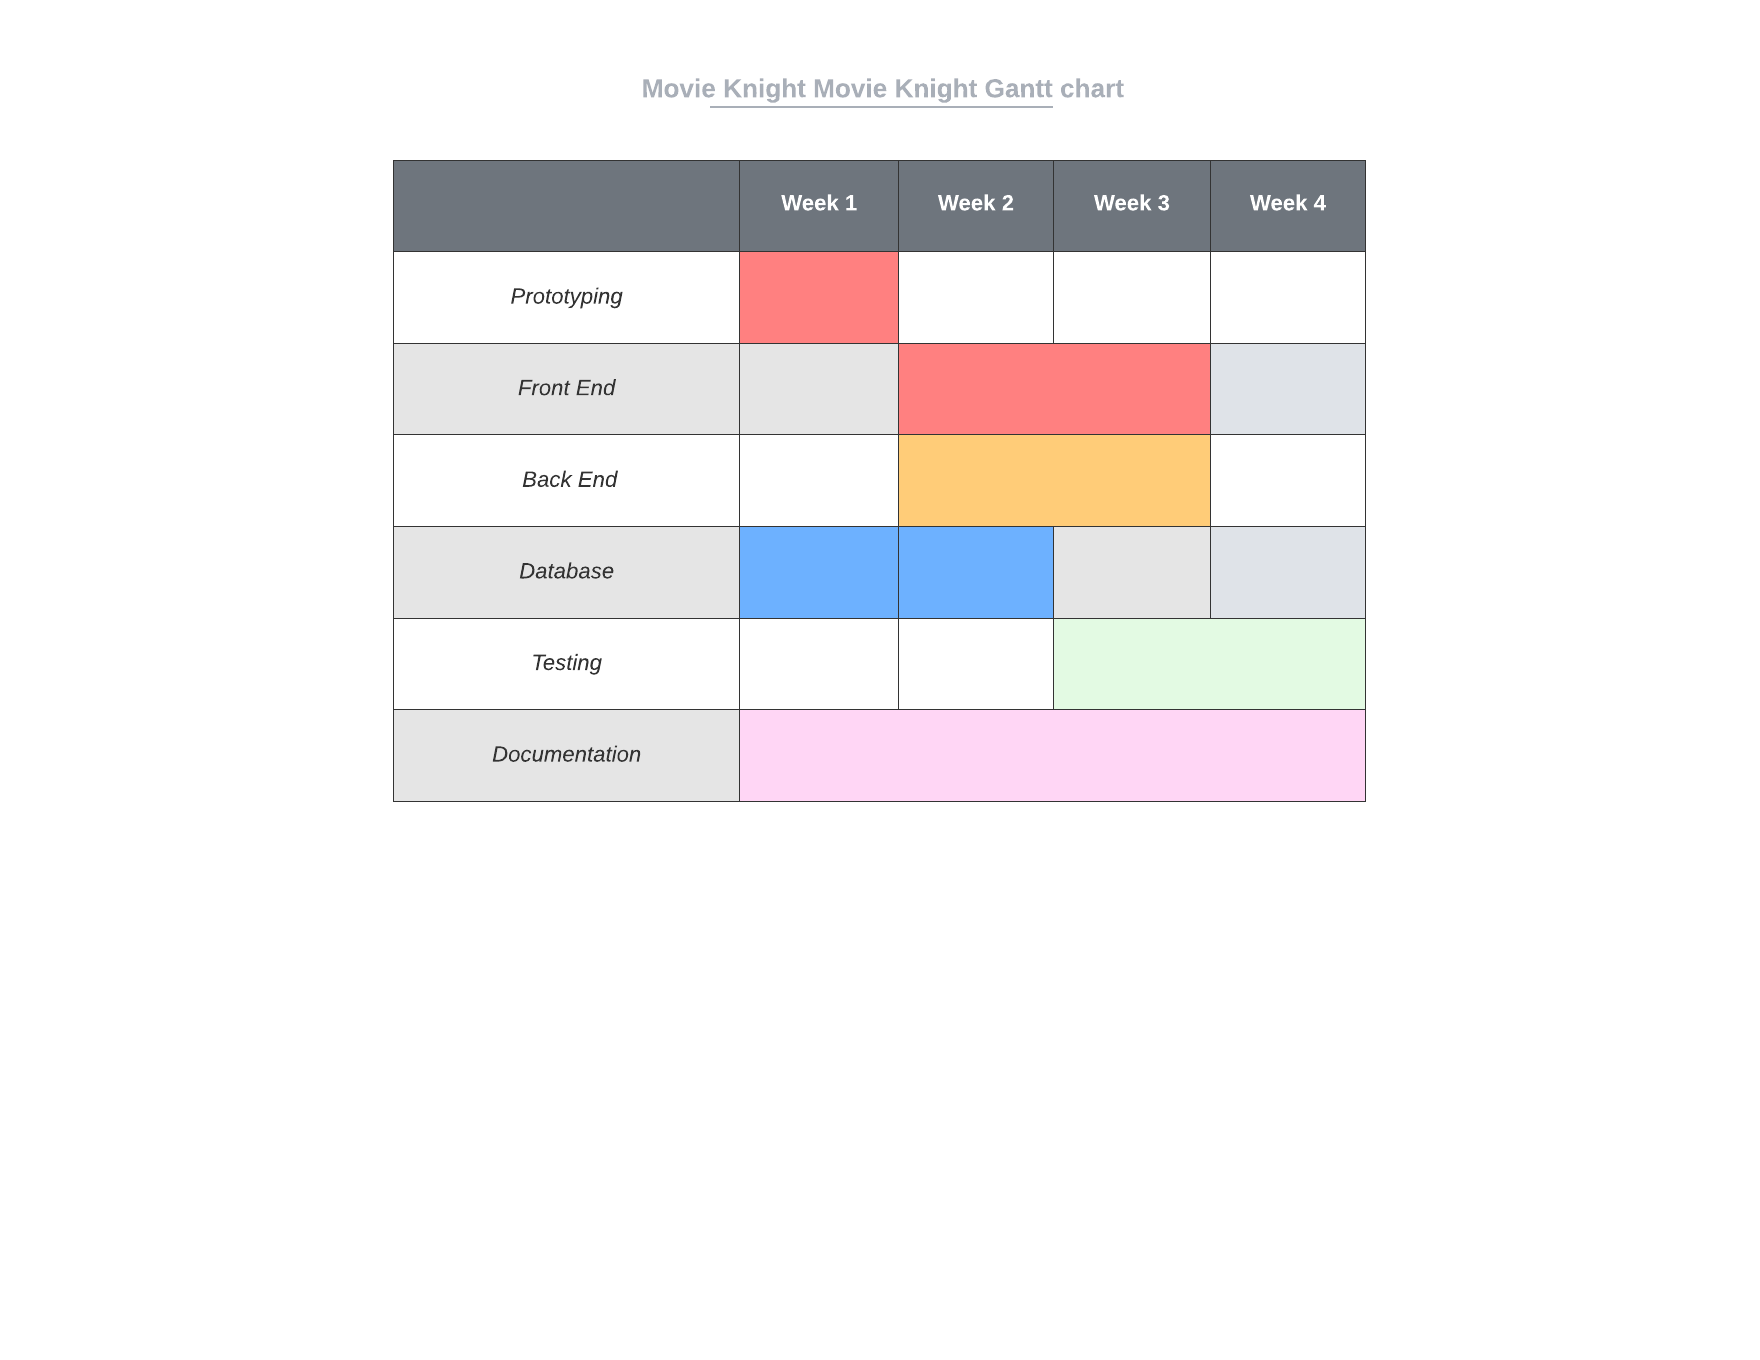 Movie Knight Movie Knight Gantt chart
Week 1 Week 2 Week 3 Week 4
Prototyping
Front End
Back End
Database
Testing
Documentation